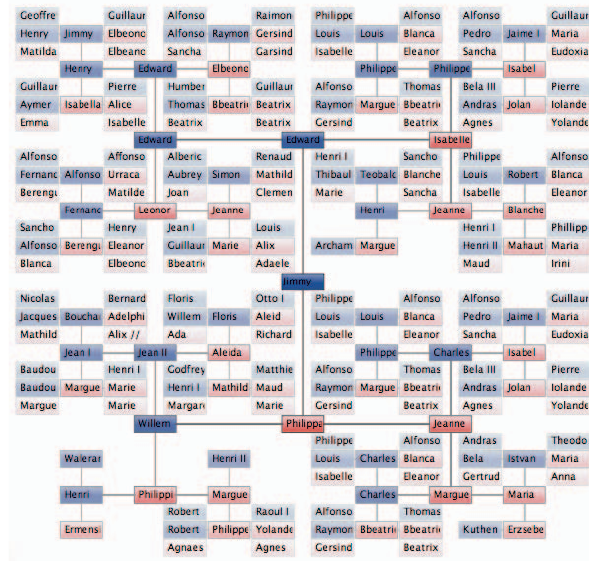 Geoffre Guillaur Alfonso Raimon Philippe Alfonso Alfonso Guillaur
Henry Jimmy Elbeono Alfonso Raymon Gersind Louis Louis Blanca Pedro Jaime I Maria
Matilda Elbeano Sancha Garsind Isabelle Eleanor Sancha Eudoxia
Henry Edward Elbeono Philippe Philippe Isabel
Guillaur Pierre Humber Guillaur Alfonso Thomas Bela III Pierre
Aymer Isabella Alice Thomas Bbeatrie Beatrix Raymon Margue Bbeatrie Andras Jolan Iolande
Emma Isabelle Beatrix Beatrix Gersind Beatrix Agnes Yolande
Edward Edward Isabelle
Alfonso Affonso Alberic Renaud Henri I Sancho Philippe Alfonso
Fernanc Alfonso Urraca Aubrey Simon Mathild Thibaul Teobalc Blanche Louis Robert Blanca
Berengu Matilde Joan Clemen Marie Sancha Isabelle Eleanor
Fernanc Leonor Jeanne Henri Jeanne Blanche
Sancho Henry Jean I Louis Henri I Phillipp
Alfonso Berengu Eleanor Guillaur Marie Alix Archam Margue Henri II Mahaut Maria
Blanca Elbeono Bbeatrie Adaele Maud Irini
Jimmy
Nicolas Bernard Floris Otto I Philippe Alfonso Alfonso Guillaur
Jacques Bouchar Adelphi Willem Floris Aleid Louis Louis Blanca Pedro Jaime I Maria
Mathild Alix // Ada Richard Isabelle Eleanor Sancha Eudoxia
Jean I Jean II Aleida Philippe Charles Isabel
Baudou Henri I Godfrey Matthie Alfonso Thomas Bela III Pierre
Baudou Margue Marie Henri I Mathild Maud Raymon Margue Bbeatrie Andras Jolan Iolande
Margue Marie Margare Marie Gersind Beatrix Agnes Yolande
Willem Philippa Jeanne
Philippe Alfonso Andras Theodo
Walerar Henri II Louis Charles Blanca Bela Istvan Maria
Isabelle Eleanor Gertrud Anna
Henri Philippi Margue Charles Margue Maria
Robert Raoul I Alfonso Thomas
Ermens Robert Philippe Yolande Raymon Bbeatrie Bbeatrie Kuthen Erzsebe
Agnaes Agnes Gersind Beatrix